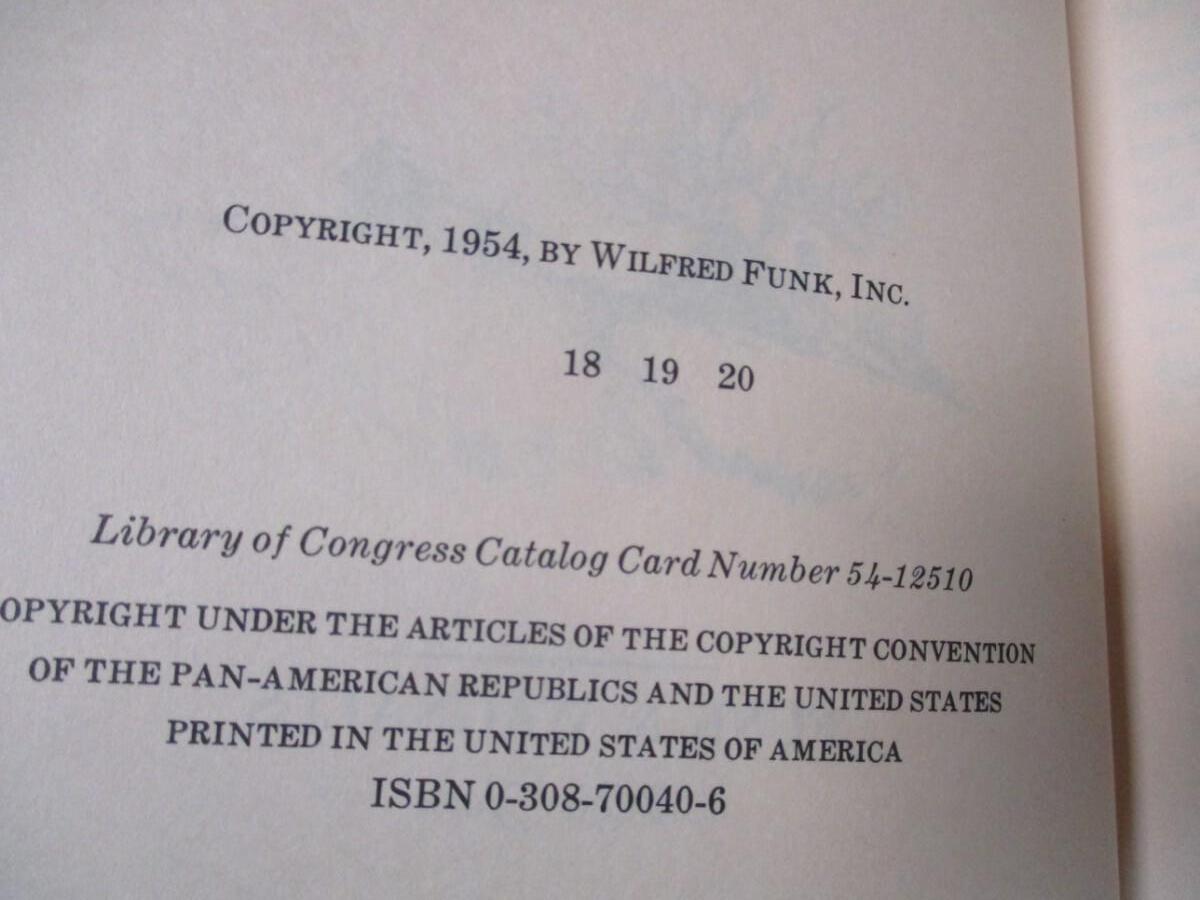 COPYRIGHT, 1954, BY WILFRED FUNK, INC.
18 19 20
Library of Congress Catalog Card Number 54-12510
OPYRIGHT UNDER THE ARTICLES OF THE COPYRIGHT CONVENTION
OF THE PAN-AMERICAN REPUBLICS AND THE UNITED STATES
PRINTED IN THE UNITED STATES OF AMERICA
ISBN 0-308-70040-6